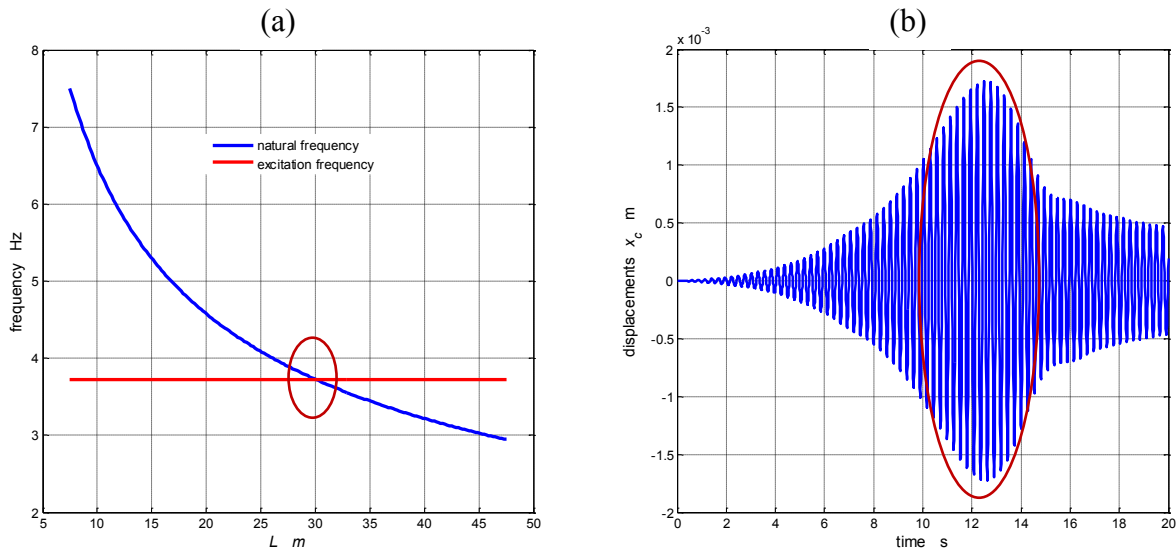 (a)
8
7
6
5
4
3
2
frequency Hz
natural frequency
excitation frequency
5 10 15 20 25 30 35 40 45 50
L m
(b)
x 10⁻³
2
1.5
1
0.5
0
-0.5
-1
-1.5
-2
displacements x_c m
0 2 4 6 8 10 12 14 16 18 20
time s